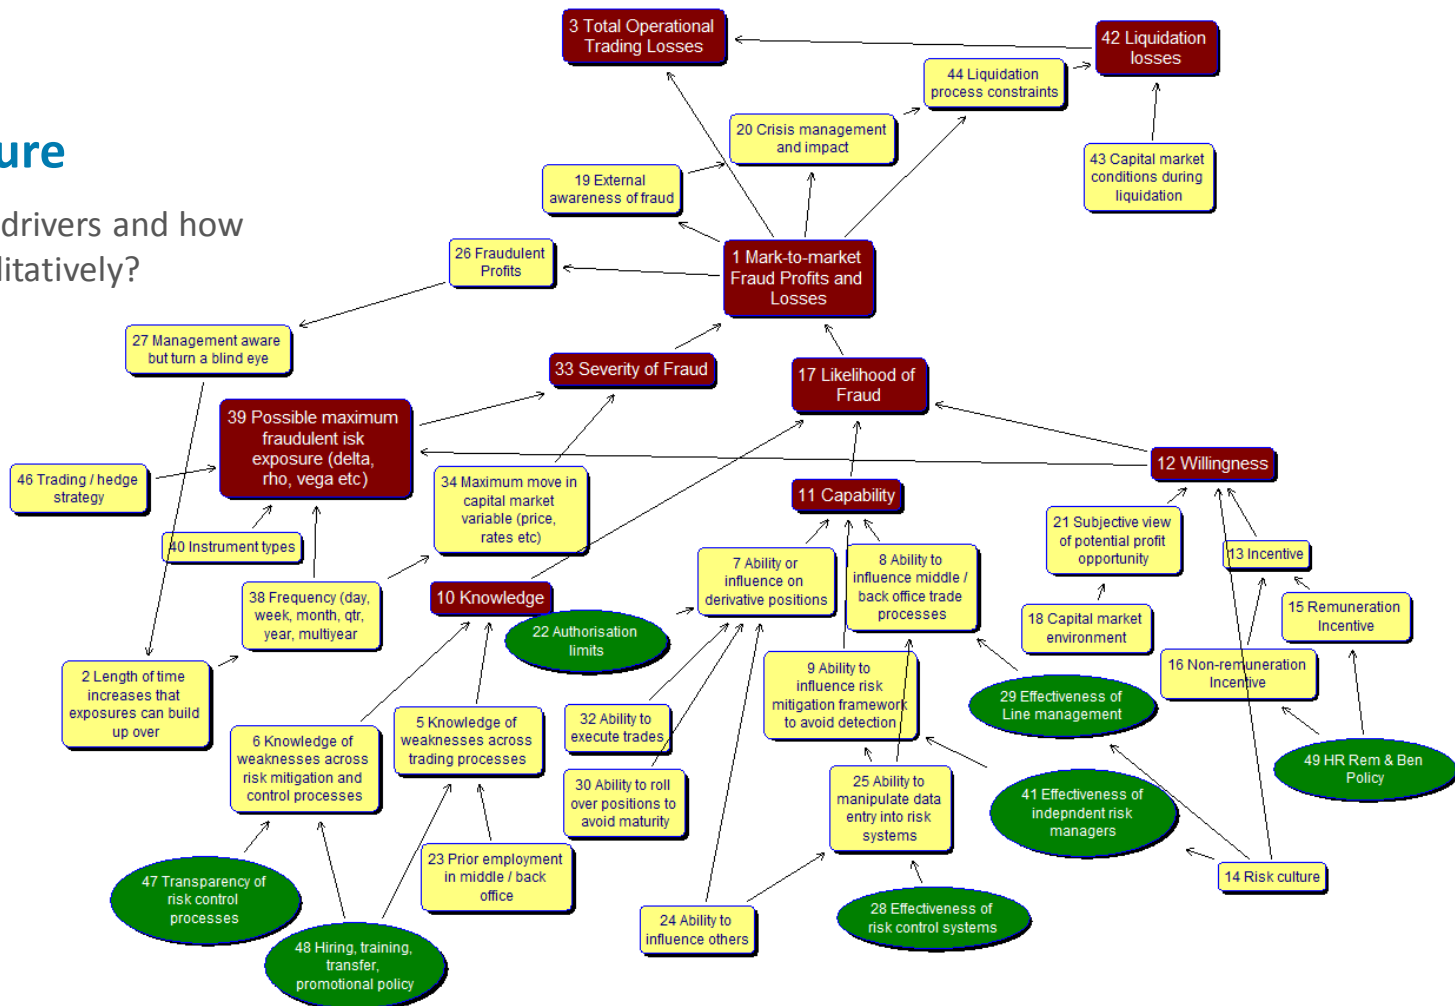 3 Total Operational
Trading Losses
42 Liquidation
losses
44 Liquidation
process constraints
20 Crisis management
and impact
ure
43 Capital market
conditions during
liquidation
19 External
awareness of fraud
drivers and how
litatively?
26 Fraudulent
Profits
1 Mark-to-market
Fraud Profits and
Losses
27 Management aware
but turn a blind eye
33 Severity of Fraud
17 Likelihood of
Fraud
39 Possible maximum
fraudulent isk
exposure (delta,
rho, vega etc)
46 Trading / hedge
strategy
34 Maximum move in
capital market
variable (price,
rates etc)
12 Willingness
11 Capability
21 Subjective view
of potential profit
opportunity
40 Instrument types
13 Incentive
7 Ability or
influence on
derivative positions
8 Ability to
influence middle /
back office trade
processes
38 Frequency (day,
week, month, qtr,
year, multiyear
10 Knowledge
15 Remuneration
Incentive
18 Capital market
environment
22 Authorisation
limits
2 Length of time
increases that
exposures can build
up over
9 Ability to
influence risk
mitigation framework
to avoid detection
16 Non-remuneration
Incentive
29 Effectiveness of
Line management
32 Ability to
execute trades
5 Knowledge of
weaknesses across
trading processes
6 Knowledge of
weaknesses across
risk mitigation and
control processes
49 HR Rem & Ben
Policy
30 Ability to roll
over positions to
avoid maturity
25 Ability to
manipulate data
entry into risk
systems
41 Effectiveness of
indepndent risk
managers
23 Prior employment
in middle / back
office
14 Risk culture
47 Transparency of
risk control
processes
24 Ability to
influence others
28 Effectiveness of
risk control systems
48 Hiring, training,
transfer,
promotional policy